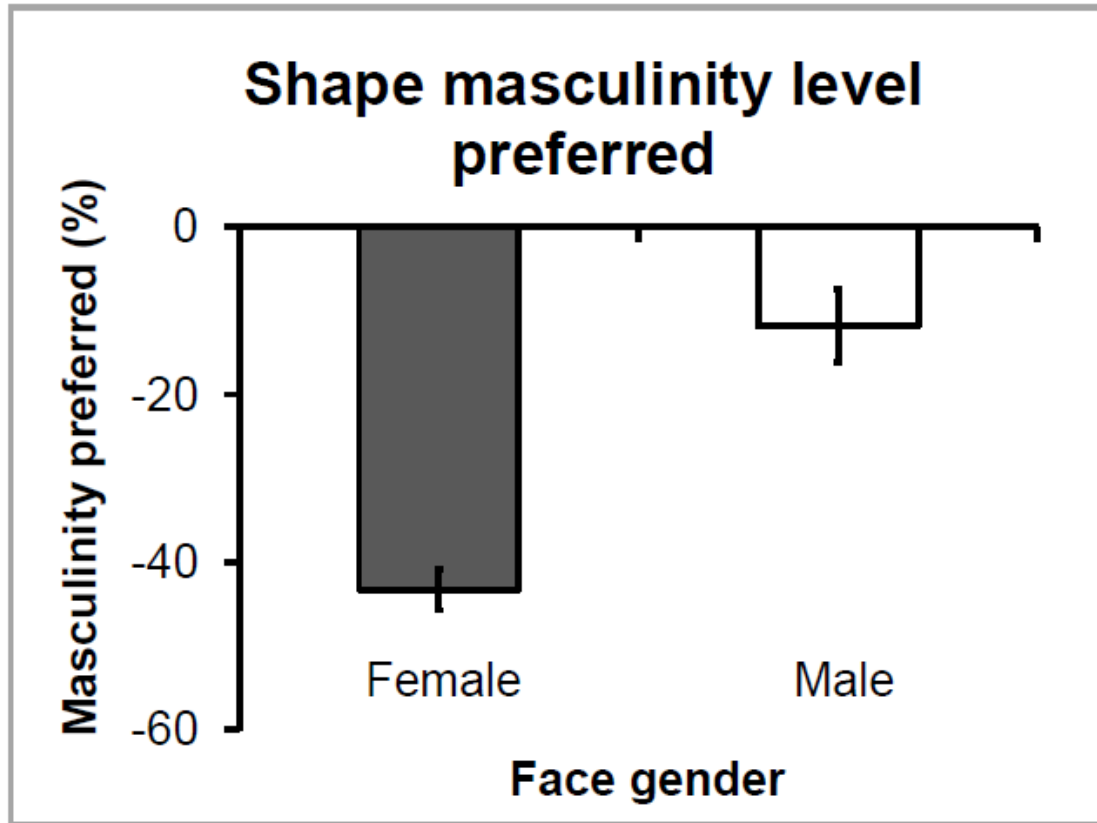 Shape masculinity level
preferred
Masculinity preferred (%)
0
-20
-40
-60
Female Male
Face gender